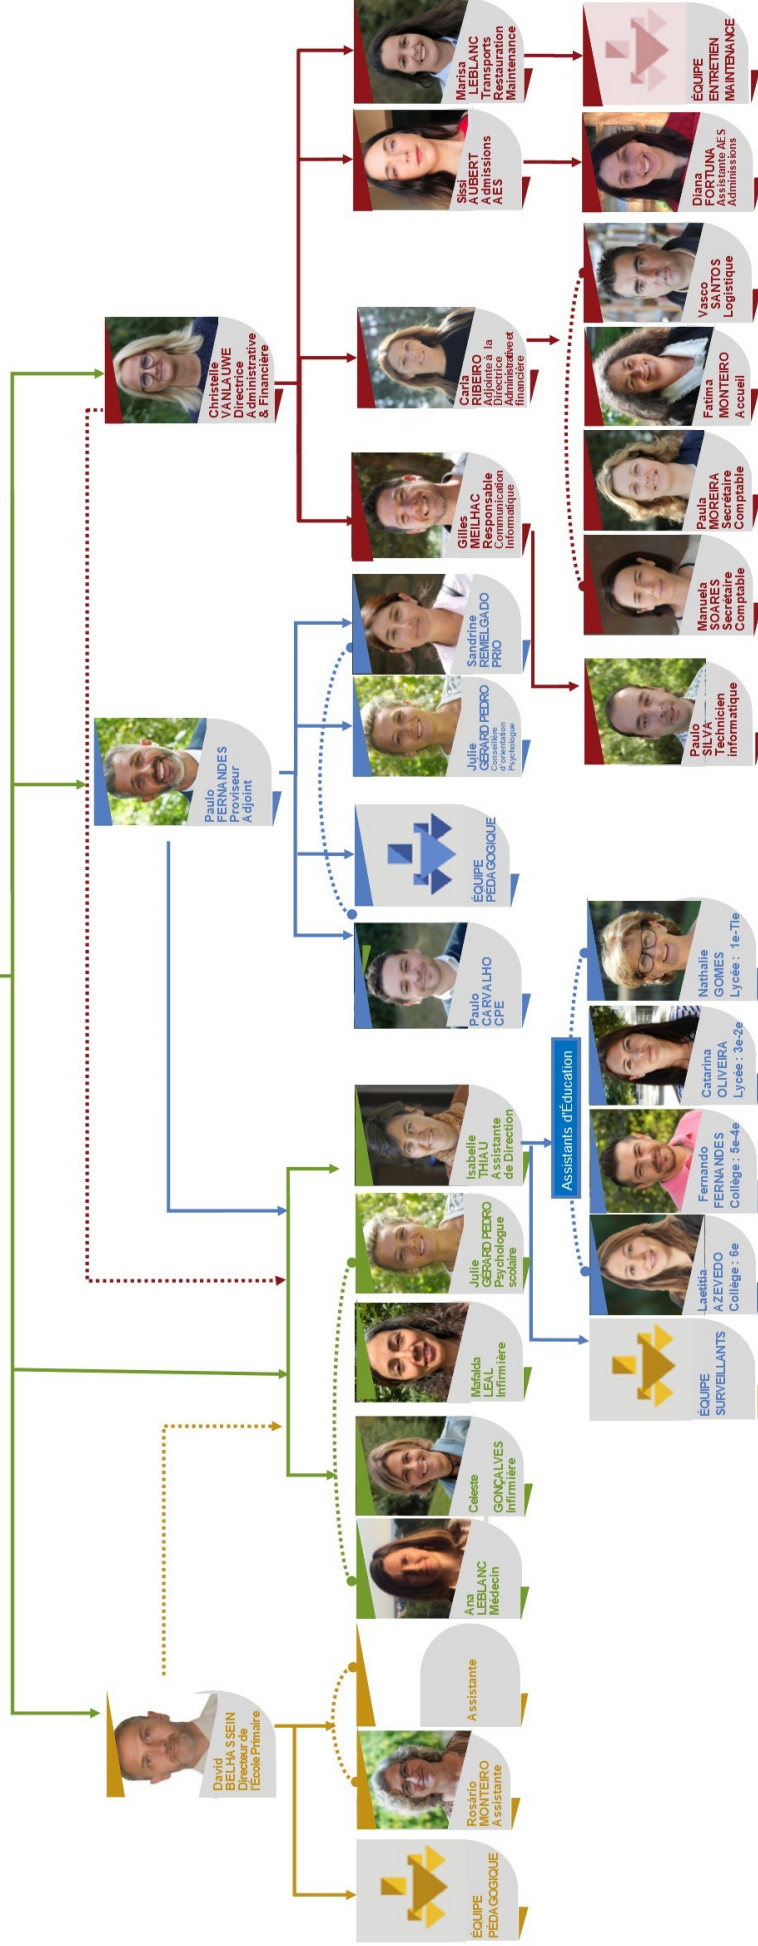 David
BELHASSEIN
Directeur de
l'École Primaire
Paulo
FERNANDES
Proviseur
Adjoint
Christelle
VANLAUWE
Directrice
Administrative
& Financière
ÉQUIPE
PÉDAGOGIQUE
Rosário
MONTEIRO
Assistante
Assistante
Ana
LEBLANC
Médecin
Celeste
GONÇALVES
Infirmière
Mafalda
LEAL
Infirmière
Julie
GERARD PEDRO
Psychologue
scolaire
Isabelle
THIAU
Assistante
de Direction
Paulo
CARVALHO
CPE
ÉQUIPE
PÉDAGOGIQUE
Julie
GERARD PEDRO
Conseillère
d'orientation
Psychologue
Sandrine
REMELGADO
PRIO
Gilles
MEILHAC
Responsable
Communication
Informatique
Carla
RIBEIRO
Adjointe à la
Directrice
Administrative et
financière
Sissi
AUBERT
Admissions
AES
Marisa
LEBLANC
Transports
Restauration
Maintenance
Assistants d'Éducation
ÉQUIPE
SURVEILLANTS
Laetitia
AZEVEDO
Collège : 6e
Fernando
FERNANDES
Collège : 5e-4e
Catarina
OLIVEIRA
Lycée : 3e-2e
Nathalie
GOMES
Lycée : 1e-Tle
Paulo
SILVA
Technicien
informatique
Manuela
SOARES
Secrétaire
Comptable
Paula
MOREIRA
Secrétaire
Comptable
Fatima
MONTEIRO
Accueil
Vasco
SANTOS
Logistique
Diana
FORTUNA
Assistante AES
Adminissions
ÉQUIPE
ENTRETIEN
MAINTENANCE